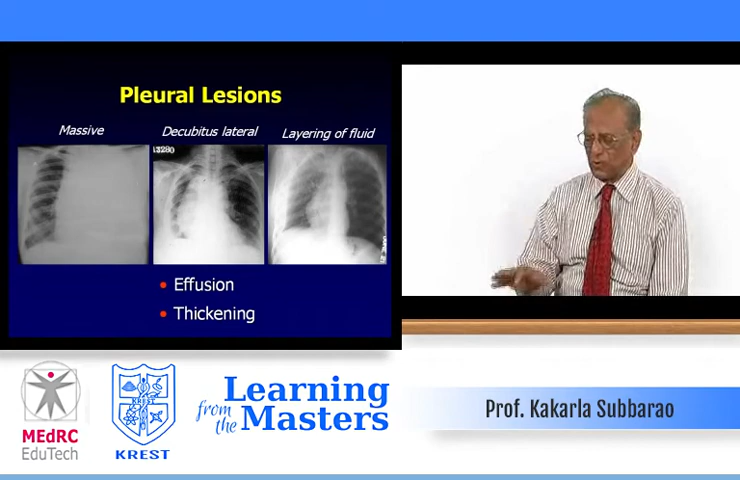 Pleural Lesions
Massive
Decubitus lateral
Layering of fluid
Effusion
Thickening
MEdRC
EduTech
KREST
KREST
Learning
from the
Masters
Prof. Kakarla Subbarao